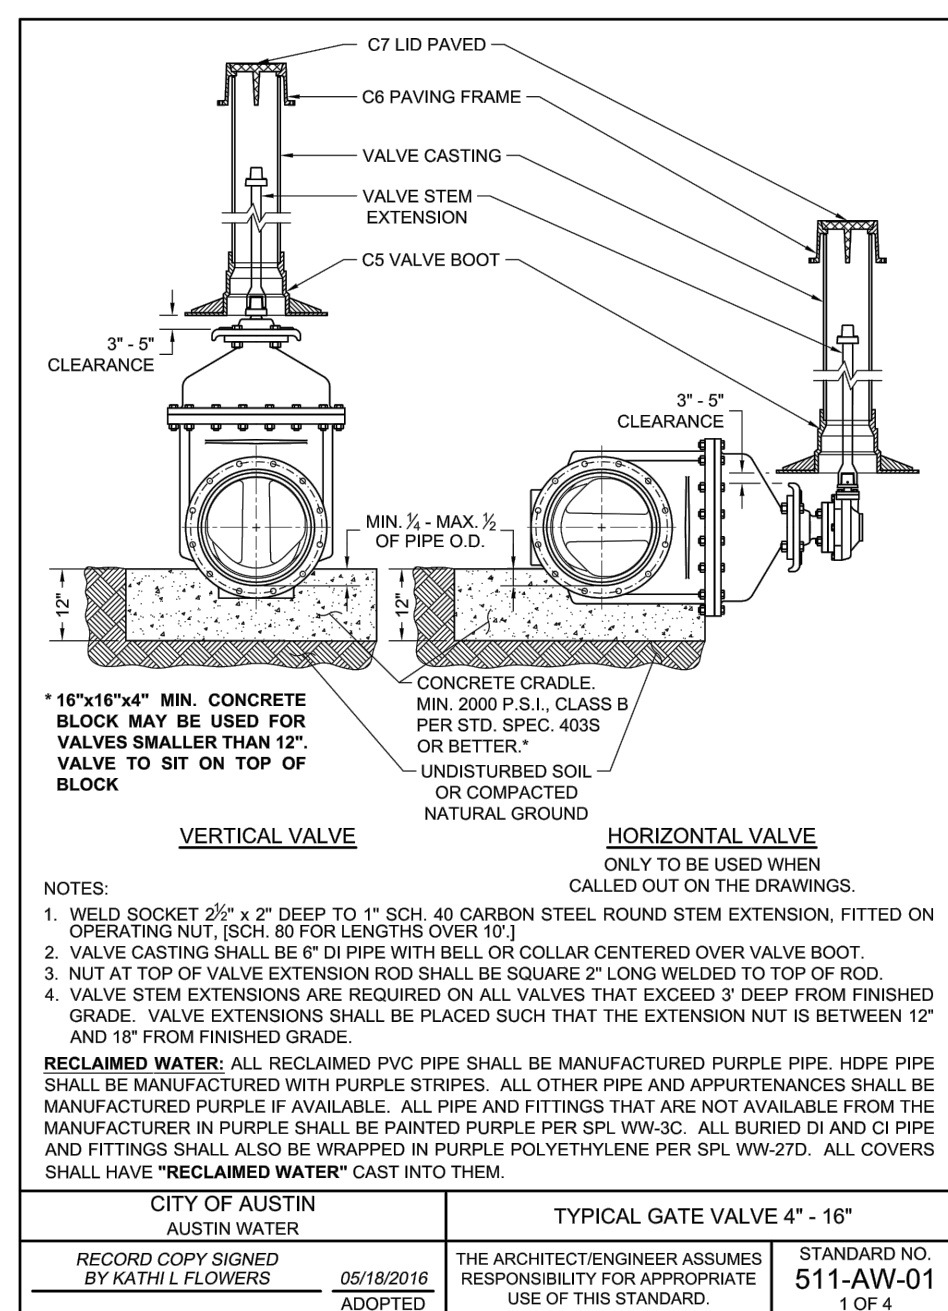 C7 LID PAVED
C6 PAVING FRAME
VALVE CASTING
VALVE STEM
EXTENSION
C5 VALVE BOOT
3" - 5"
CLEARANCE
3" - 5"
CLEARANCE
MIN. ¼ - MAX. ½
OF PIPE O.D.
12"
12"
CONCRETE CRADLE.
MIN. 2000 P.S.I., CLASS B
PER STD. SPEC. 403S
OR BETTER.*
* 16"x16"x4" MIN. CONCRETE
BLOCK MAY BE USED FOR
VALVES SMALLER THAN 12".
VALVE TO SIT ON TOP OF
BLOCK
UNDISTURBED SOIL
OR COMPACTED
NATURAL GROUND
VERTICAL VALVE
HORIZONTAL VALVE
ONLY TO BE USED WHEN
CALLED OUT ON THE DRAWINGS.
NOTES:
1. WELD SOCKET 2½" x 2" DEEP TO 1" SCH. 40 CARBON STEEL ROUND STEM EXTENSION, FITTED ON
OPERATING NUT, [SCH. 80 FOR LENGTHS OVER 10'.]
2. VALVE CASTING SHALL BE 6" DI PIPE WITH BELL OR COLLAR CENTERED OVER VALVE BOOT.
3. NUT AT TOP OF VALVE EXTENSION ROD SHALL BE SQUARE 2" LONG WELDED TO TOP OF ROD.
4. VALVE STEM EXTENSIONS ARE REQUIRED ON ALL VALVES THAT EXCEED 3' DEEP FROM FINISHED
GRADE. VALVE EXTENSIONS SHALL BE PLACED SUCH THAT THE EXTENSION NUT IS BETWEEN 12"
AND 18" FROM FINISHED GRADE.
RECLAIMED WATER: ALL RECLAIMED PVC PIPE SHALL BE MANUFACTURED PURPLE PIPE. HDPE PIPE
SHALL BE MANUFACTURED WITH PURPLE STRIPES. ALL OTHER PIPE AND APPURTENANCES SHALL BE
MANUFACTURED PURPLE IF AVAILABLE. ALL PIPE AND FITTINGS THAT ARE NOT AVAILABLE FROM THE
MANUFACTURER IN PURPLE SHALL BE PAINTED PURPLE PER SPL WW-3C. ALL BURIED DI AND CI PIPE
AND FITTINGS SHALL ALSO BE WRAPPED IN PURPLE POLYETHYLENE PER SPL WW-27D. ALL COVERS
SHALL HAVE "RECLAIMED WATER" CAST INTO THEM.
CITY OF AUSTIN
AUSTIN WATER
TYPICAL GATE VALVE 4" - 16"
RECORD COPY SIGNED
BY KATHI L FLOWERS
05/18/2016
ADOPTED
THE ARCHITECT/ENGINEER ASSUMES
RESPONSIBILITY FOR APPROPRIATE
USE OF THIS STANDARD.
STANDARD NO.
511-AW-01
1 OF 4